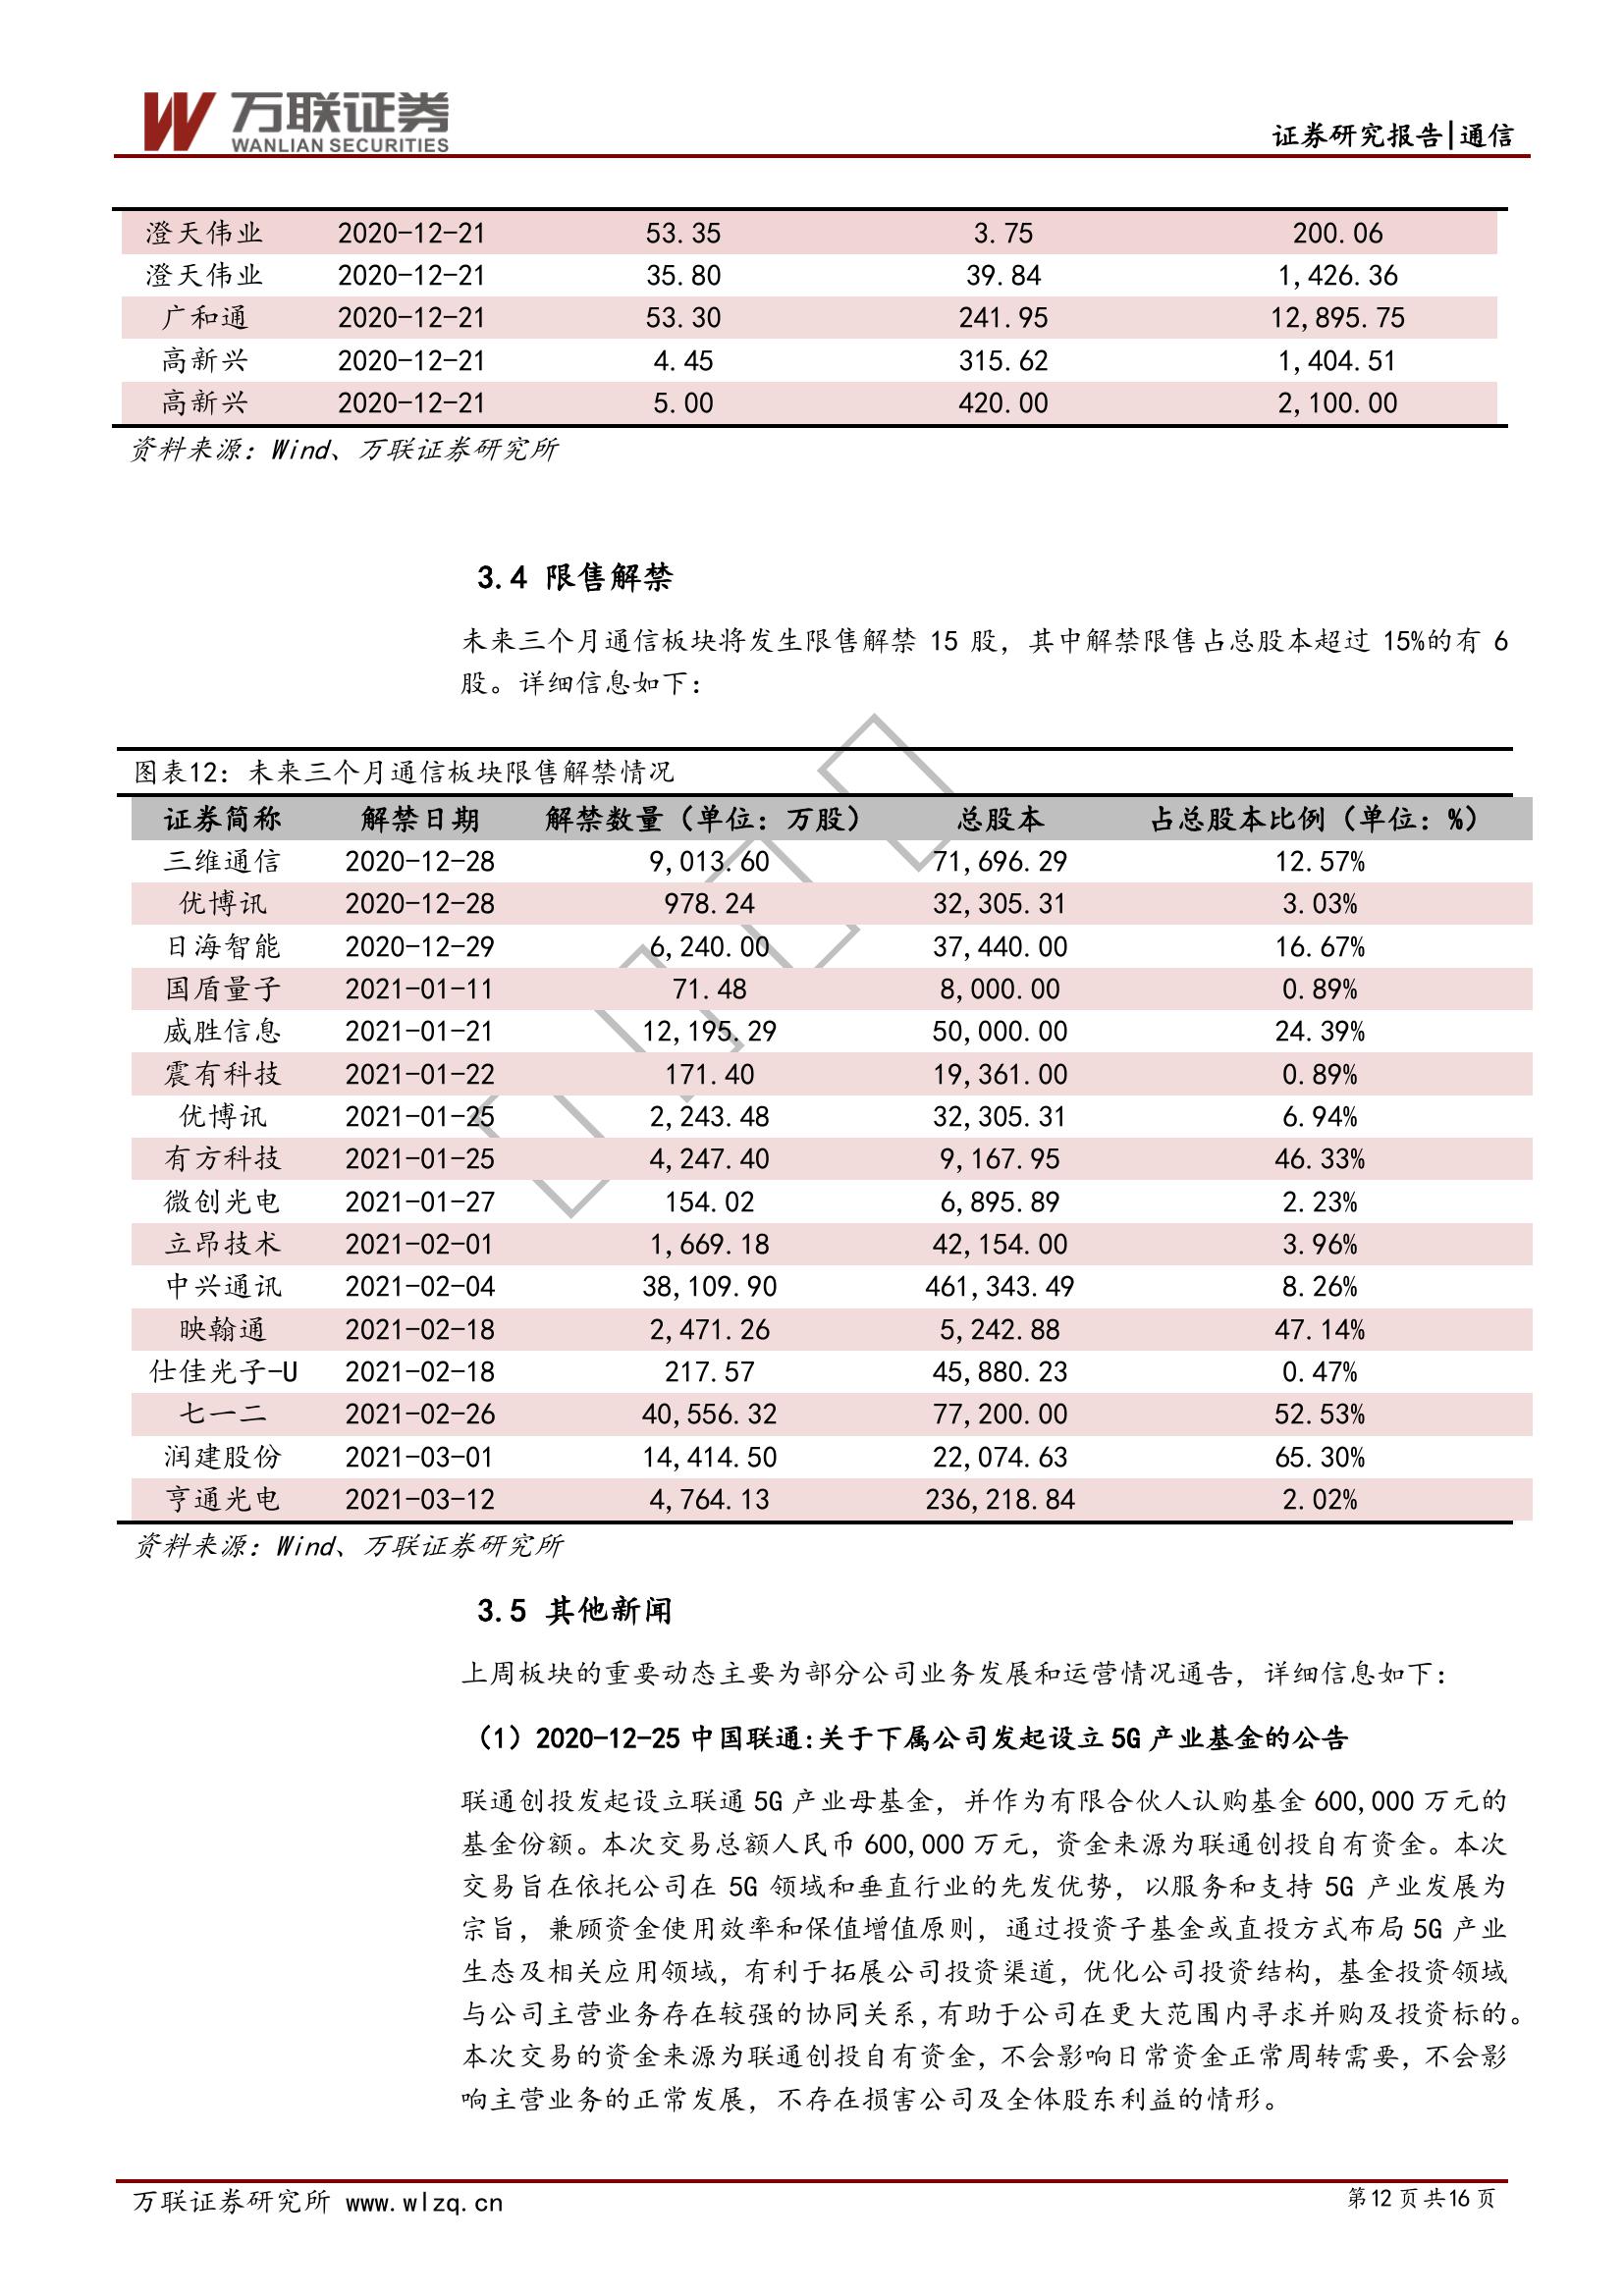 万联证券
WANLIAN SECURITIES
证券研究报告|通信
澄天伟业 2020-12-21 53.35 3.75 200.06
澄天伟业 2020-12-21 35.80 39.84 1,426.36
广和通 2020-12-21 53.30 241.95 12,895.75
高新兴 2020-12-21 4.45 315.62 1,404.51
高新兴 2020-12-21 5.00 420.00 2,100.00
资料来源：Wind、万联证券研究所
3.4 限售解禁
未来三个月通信板块将发生限售解禁 15 股，其中解禁限售占总股本超过 15%的有 6
股。详细信息如下：
图表12：未来三个月通信板块限售解禁情况
证券简称 解禁日期 解禁数量（单位：万股） 总股本 占总股本比例（单位：%）
三维通信 2020-12-28 9,013.60 71,696.29 12.57%
优博讯 2020-12-28 978.24 32,305.31 3.03%
日海智能 2020-12-29 6,240.00 37,440.00 16.67%
国盾量子 2021-01-11 71.48 8,000.00 0.89%
威胜信息 2021-01-21 12,195.29 50,000.00 24.39%
震有科技 2021-01-22 171.40 19,361.00 0.89%
优博讯 2021-01-25 2,243.48 32,305.31 6.94%
有方科技 2021-01-25 4,247.40 9,167.95 46.33%
微创光电 2021-01-27 154.02 6,895.89 2.23%
立昂技术 2021-02-01 1,669.18 42,154.00 3.96%
中兴通讯 2021-02-04 38,109.90 461,343.49 8.26%
映翰通 2021-02-18 2,471.26 5,242.88 47.14%
仕佳光子-U 2021-02-18 217.57 45,880.23 0.47%
七一二 2021-02-26 40,556.32 77,200.00 52.53%
润建股份 2021-03-01 14,414.50 22,074.63 65.30%
亨通光电 2021-03-12 4,764.13 236,218.84 2.02%
资料来源：Wind、万联证券研究所
3.5 其他新闻
上周板块的重要动态主要为部分公司业务发展和运营情况通告，详细信息如下：
（1）2020-12-25 中国联通:关于下属公司发起设立 5G 产业基金的公告
联通创投发起设立联通 5G 产业母基金，并作为有限合伙人认购基金 600,000 万元的
基金份额。本次交易总额人民币 600,000 万元，资金来源为联通创投自有资金。本次
交易旨在依托公司在 5G 领域和垂直行业的先发优势，以服务和支持 5G 产业发展为
宗旨，兼顾资金使用效率和保值增值原则，通过投资子基金或直投方式布局 5G 产业
生态及相关应用领域，有利于拓展公司投资渠道，优化公司投资结构，基金投资领域
与公司主营业务存在较强的协同关系，有助于公司在更大范围内寻求并购及投资标的。
本次交易的资金来源为联通创投自有资金，不会影响日常资金正常周转需要，不会影
响主营业务的正常发展，不存在损害公司及全体股东利益的情形。
万联证券研究所 www.wlzq.cn 第12页共16页